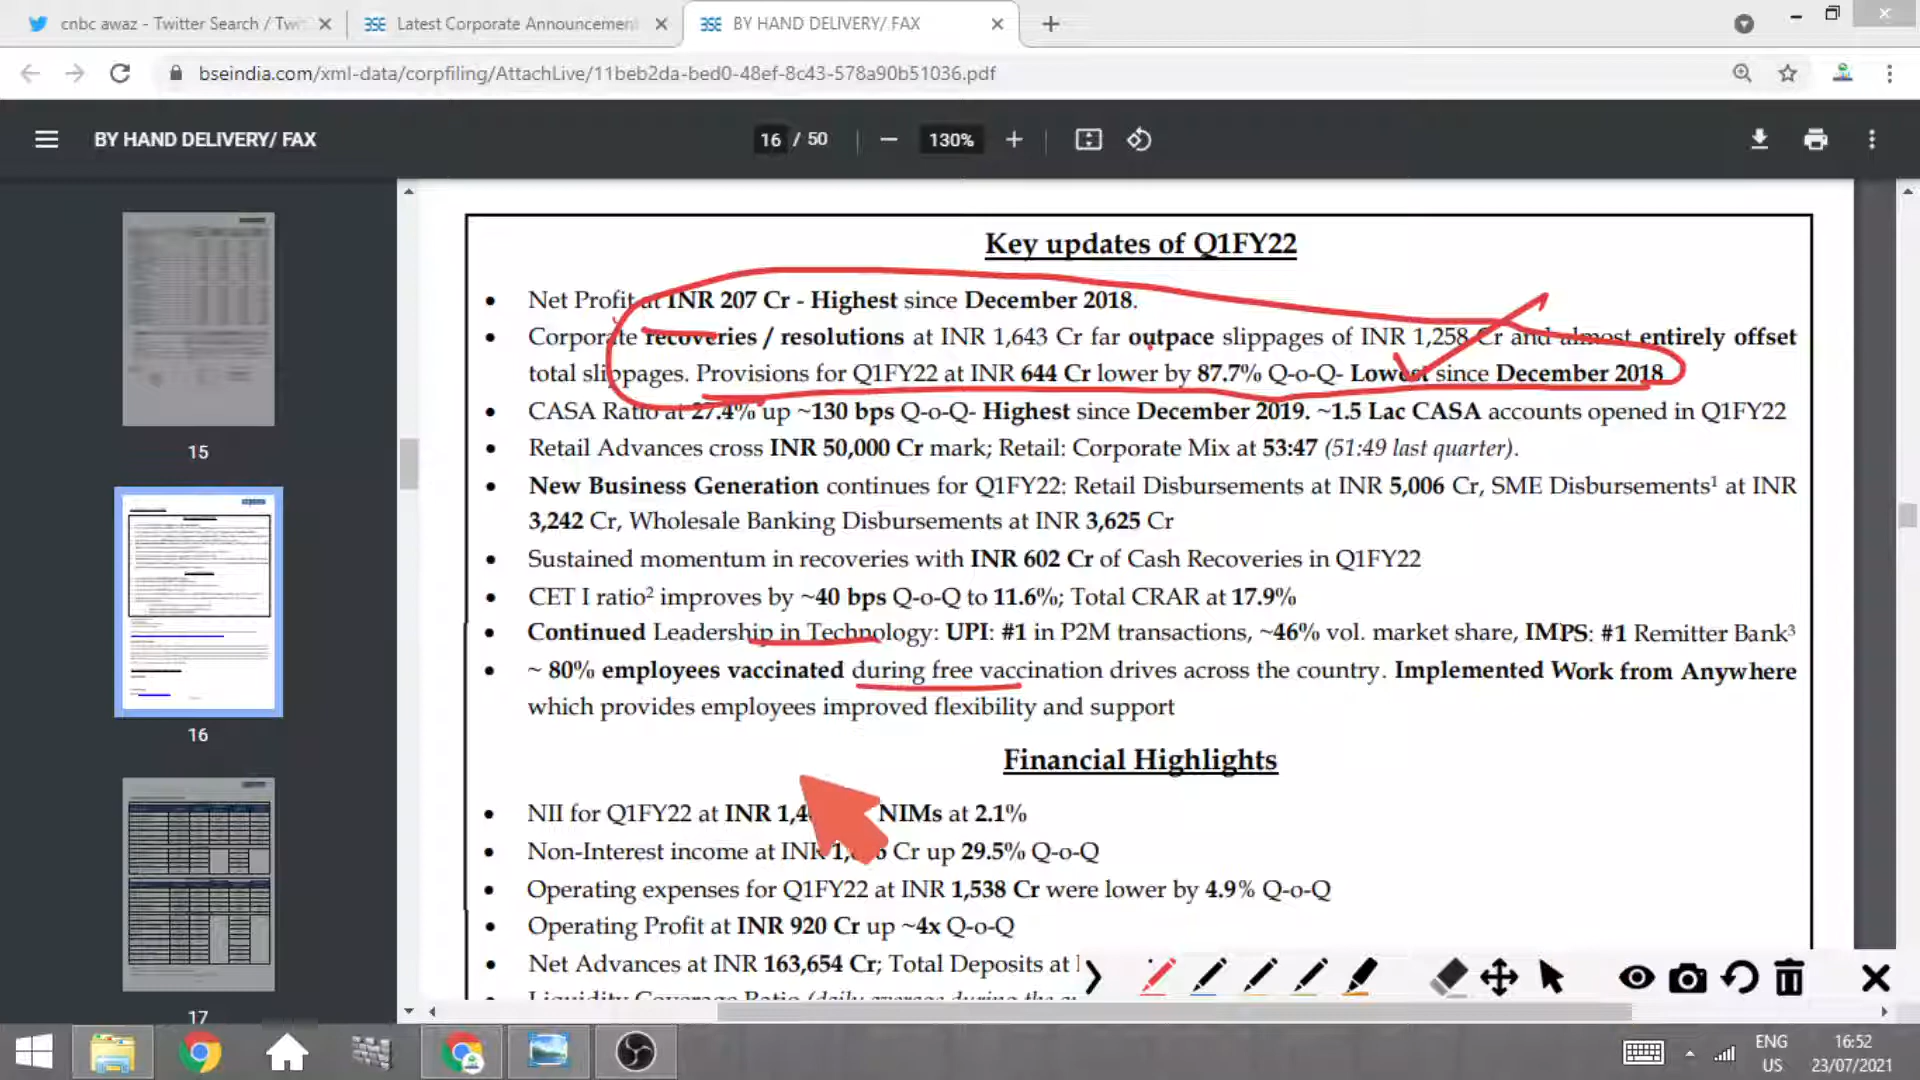 cnbc awaz - Twitter Search / Twi
Latest Corporate Announcemen
BY HAND DELIVERY/ FAX
bseindia.com/xml-data/corpfiling/AttachLive/11beb2da-bed0-48ef-8c43-578a90b51036.pdf
BY HAND DELIVERY/ FAX
16 / 50
130%
15
16
17
Key updates of Q1FY22
• Net Profit at INR 207 Cr - Highest since December 2018.
• Corporate recoveries / resolutions at INR 1,643 Cr far outpace slippages of INR 1,258 Cr and almost entirely offset
total slippages. Provisions for Q1FY22 at INR 644 Cr lower by 87.7% Q-o-Q- Lowest since December 2018
• CASA Ratio at 27.4% up ~130 bps Q-o-Q- Highest since December 2019. ~1.5 Lac CASA accounts opened in Q1FY22
• Retail Advances cross INR 50,000 Cr mark; Retail: Corporate Mix at 53:47 (51:49 last quarter).
• New Business Generation continues for Q1FY22: Retail Disbursements at INR 5,006 Cr, SME Disbursements¹ at INR
3,242 Cr, Wholesale Banking Disbursements at INR 3,625 Cr
• Sustained momentum in recoveries with INR 602 Cr of Cash Recoveries in Q1FY22
• CET I ratio² improves by ~40 bps Q-o-Q to 11.6%; Total CRAR at 17.9%
• Continued Leadership in Technology: UPI: #1 in P2M transactions, ~46% vol. market share, IMPS: #1 Remitter Bank³
• ~ 80% employees vaccinated during free vaccination drives across the country. Implemented Work from Anywhere
which provides employees improved flexibility and support
Financial Highlights
• NII for Q1FY22 at INR NIMs at 2.1%
• Non-Interest income at INR Cr up 29.5% Q-o-Q
• Operating expenses for Q1FY22 at INR 1,538 Cr were lower by 4.9% Q-o-Q
• Operating Profit at INR 920 Cr up ~4x Q-o-Q
• Net Advances at INR 163,654 Cr; Total Deposits at
• Liquidity Coverage Ratio (daily average during the
ENG
US
16:52
23/07/2021